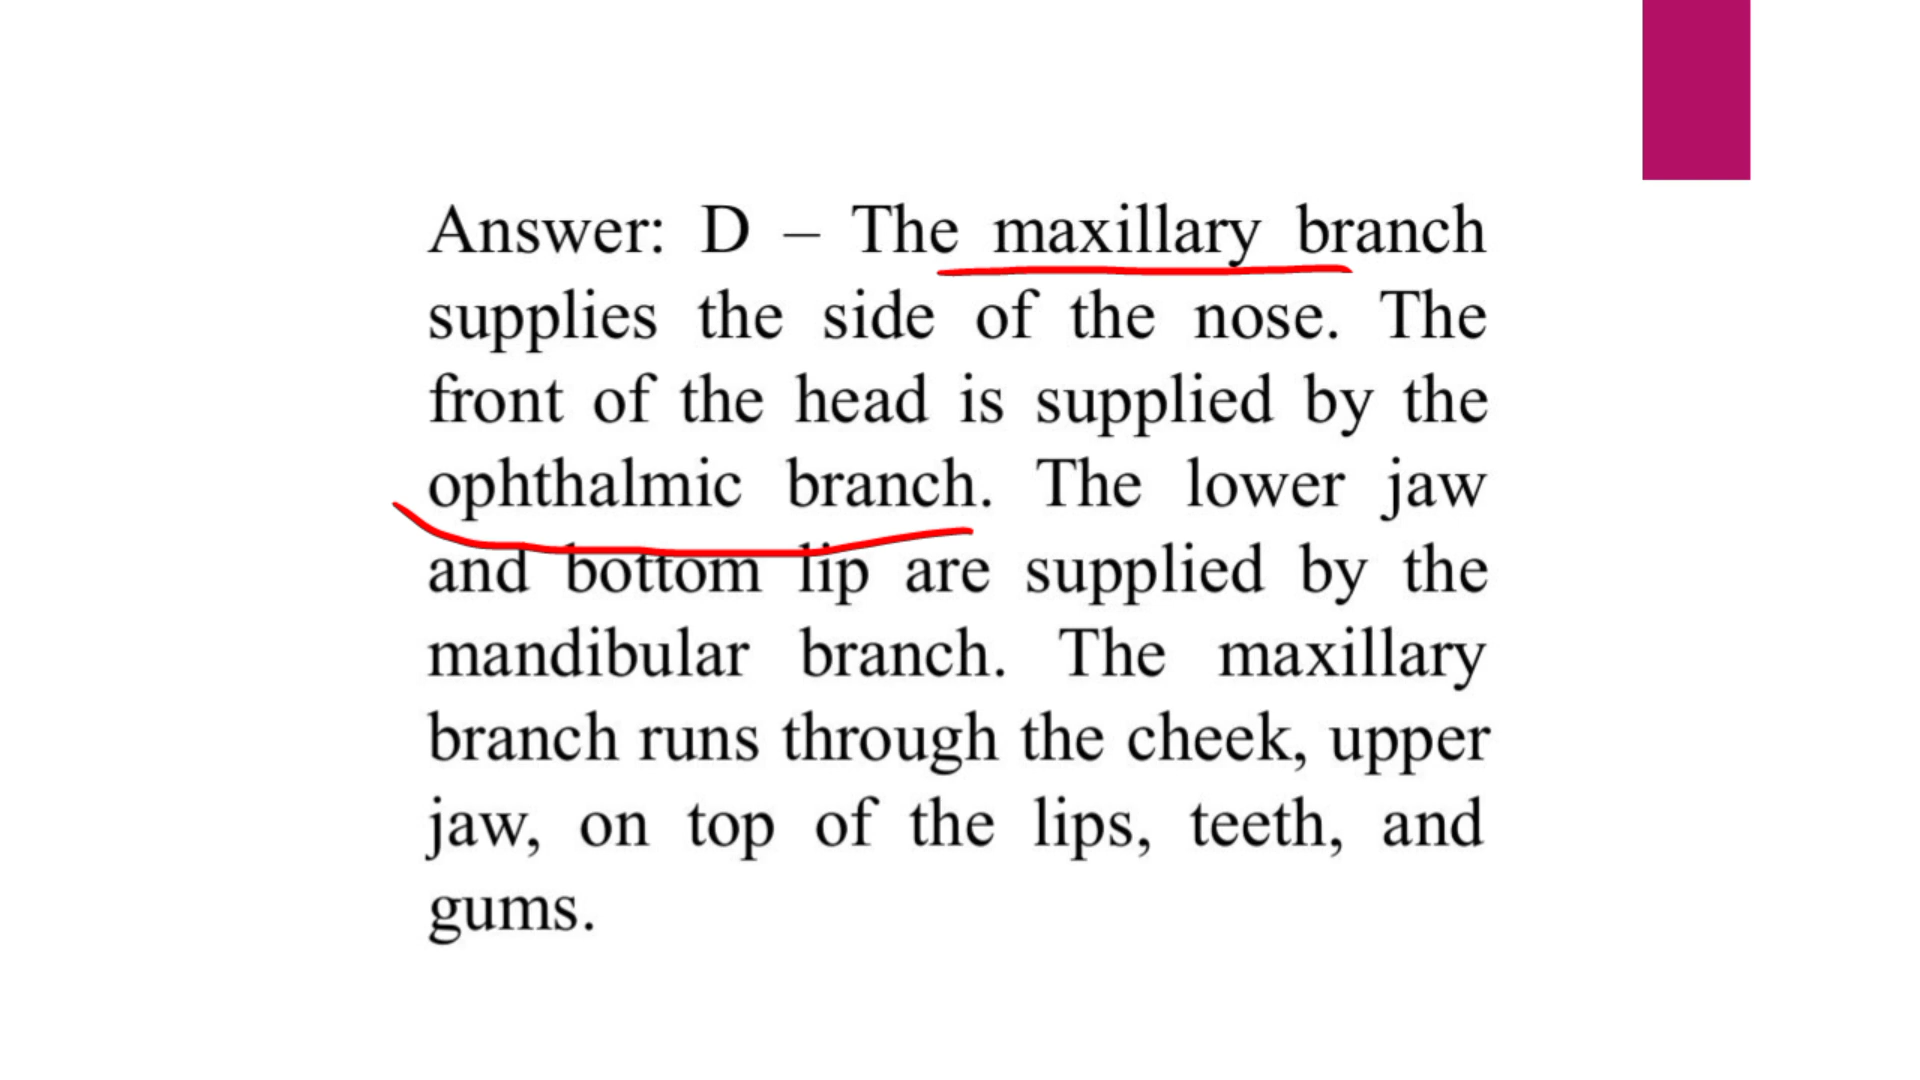 Answer: D – The maxillary branch
supplies the side of the nose. The
front of the head is supplied by the
ophthalmic branch. The lower jaw
and bottom lip are supplied by the
mandibular branch. The maxillary
branch runs through the cheek, upper
jaw, on top of the lips, teeth, and
gums.